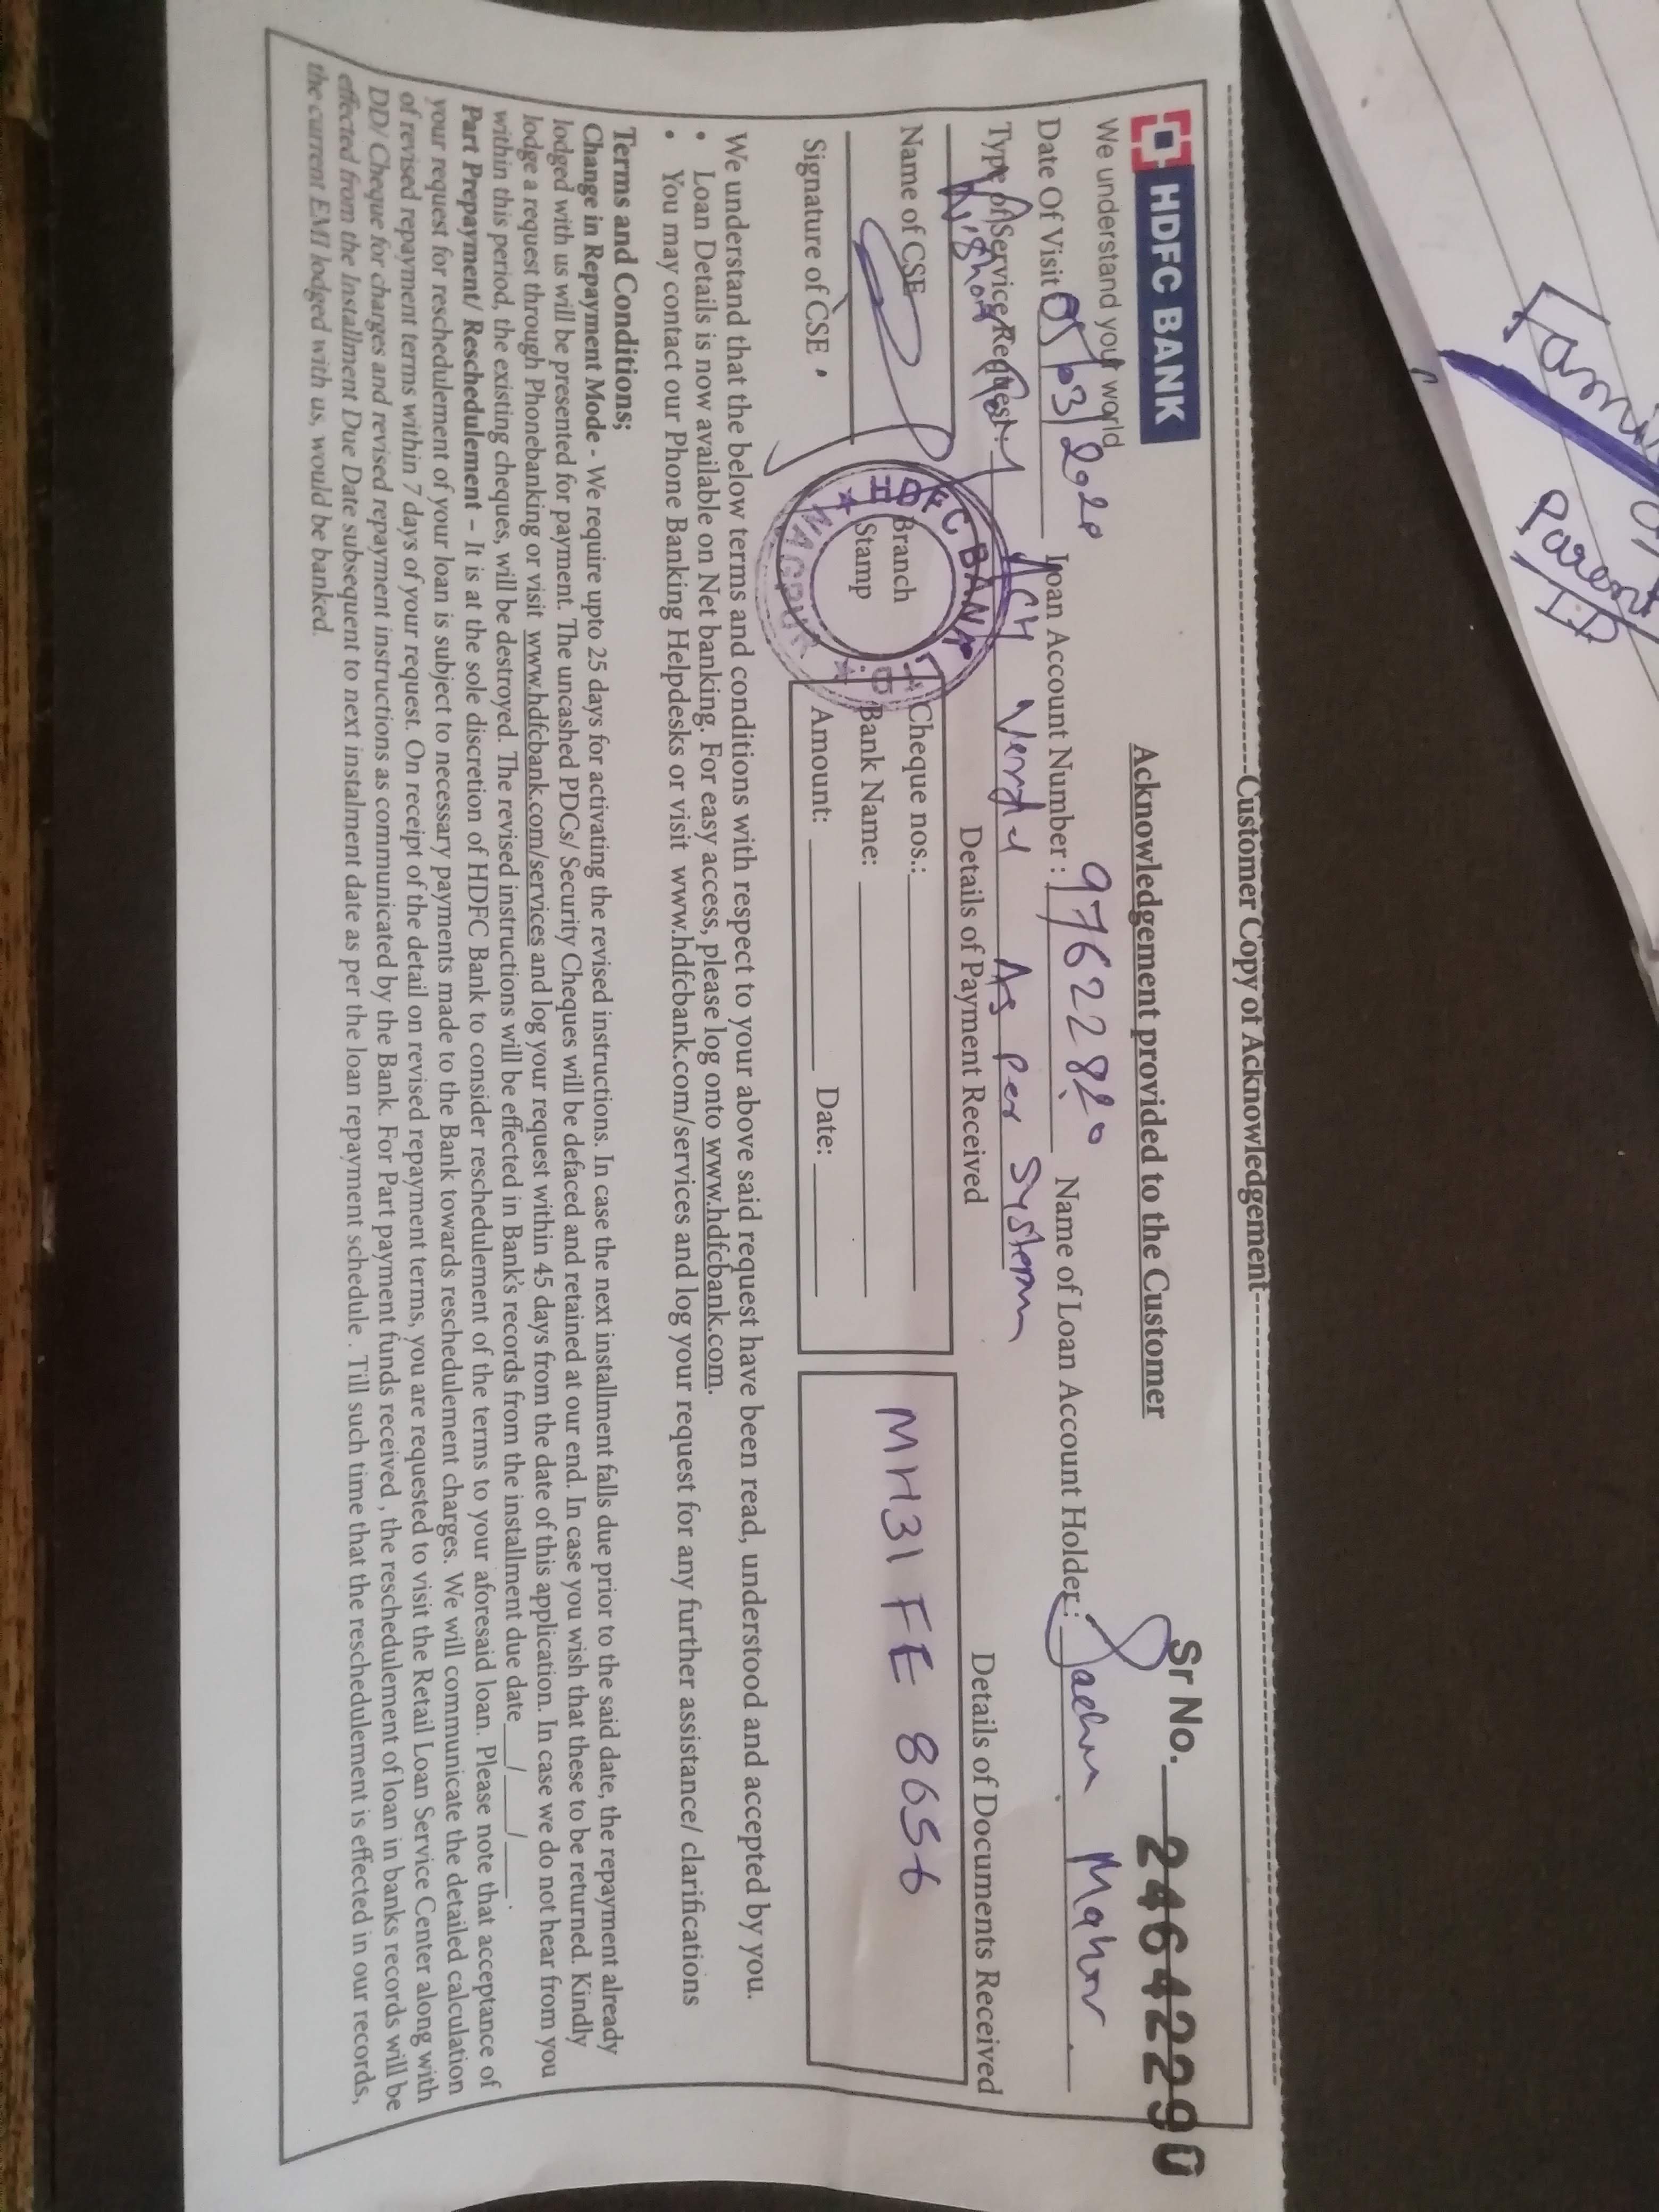 Customer Copy of Acknowledgement
HDFC BANK
We understand your world
Acknowledgement provided to the Customer
Sr No. 24642290
Date Of Visit 05/03/2020 Loan Account Number : 97622820 Name of Loan Account Holder: Mahor
Type of Service Request: ACH As Per System
Kishor
Name of CSE
Signature of CSE
Branch
Stamp
HDFC BANK LTD.
NAGPUR
Details of Payment Received
Cheque nos.:
Bank Name:
Amount: Date:
Details of Documents Received
MH31 FE 8656
We understand that the below terms and conditions with respect to your above said request have been read, understood and accepted by you.
• Loan Details is now available on Net banking. For easy access, please log onto www.hdfcbank.com.
• You may contact our Phone Banking Helpdesks or visit www.hdfcbank.com/services and log your request for any further assistance/ clarifications
Terms and Conditions;
Change in Repayment Mode - We require upto 25 days for activating the revised instructions. In case the next installment falls due prior to the said date, the repayment already
lodged with us will be presented for payment. The uncashed PDCs/ Security Cheques will be defaced and retained at our end. In case you wish that these to be returned. Kindly
lodge a request through Phonebanking or visit www.hdfcbank.com/services and log your request within 45 days from the date of this application. In case we do not hear from you
within this period, the existing cheques, will be destroyed. The revised instructions will be effected in Bank's records from the installment due date___/___/____.
Part Prepayment/ Reschedulement – It is at the sole discretion of HDFC Bank to consider reschedulement of the terms to your aforesaid loan. Please note that acceptance of
your request for reschedulement of your loan is subject to necessary payments made to the Bank towards reschedulement charges. We will communicate the detailed calculation
of revised repayment terms within 7 days of your request. On receipt of the detail on revised repayment terms, you are requested to visit the Retail Loan Service Center along with
DD/ Cheque for charges and revised repayment instructions as communicated by the Bank. For Part payment funds received , the reschedulement of loan in banks records will be
effected from the Installment Due Date subsequent to next instalment date as per the loan repayment schedule . Till such time that the reschedulement is effected in our records,
the current EMI lodged with us, would be banked.
Parent
ID